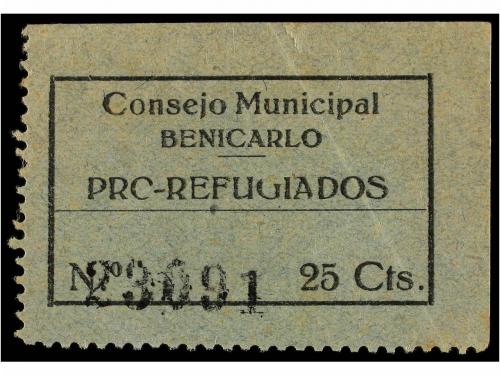 Consejo Municipal
BENICARLO
PRO-REFUGIADOS
Nº 23091 25 Cts.